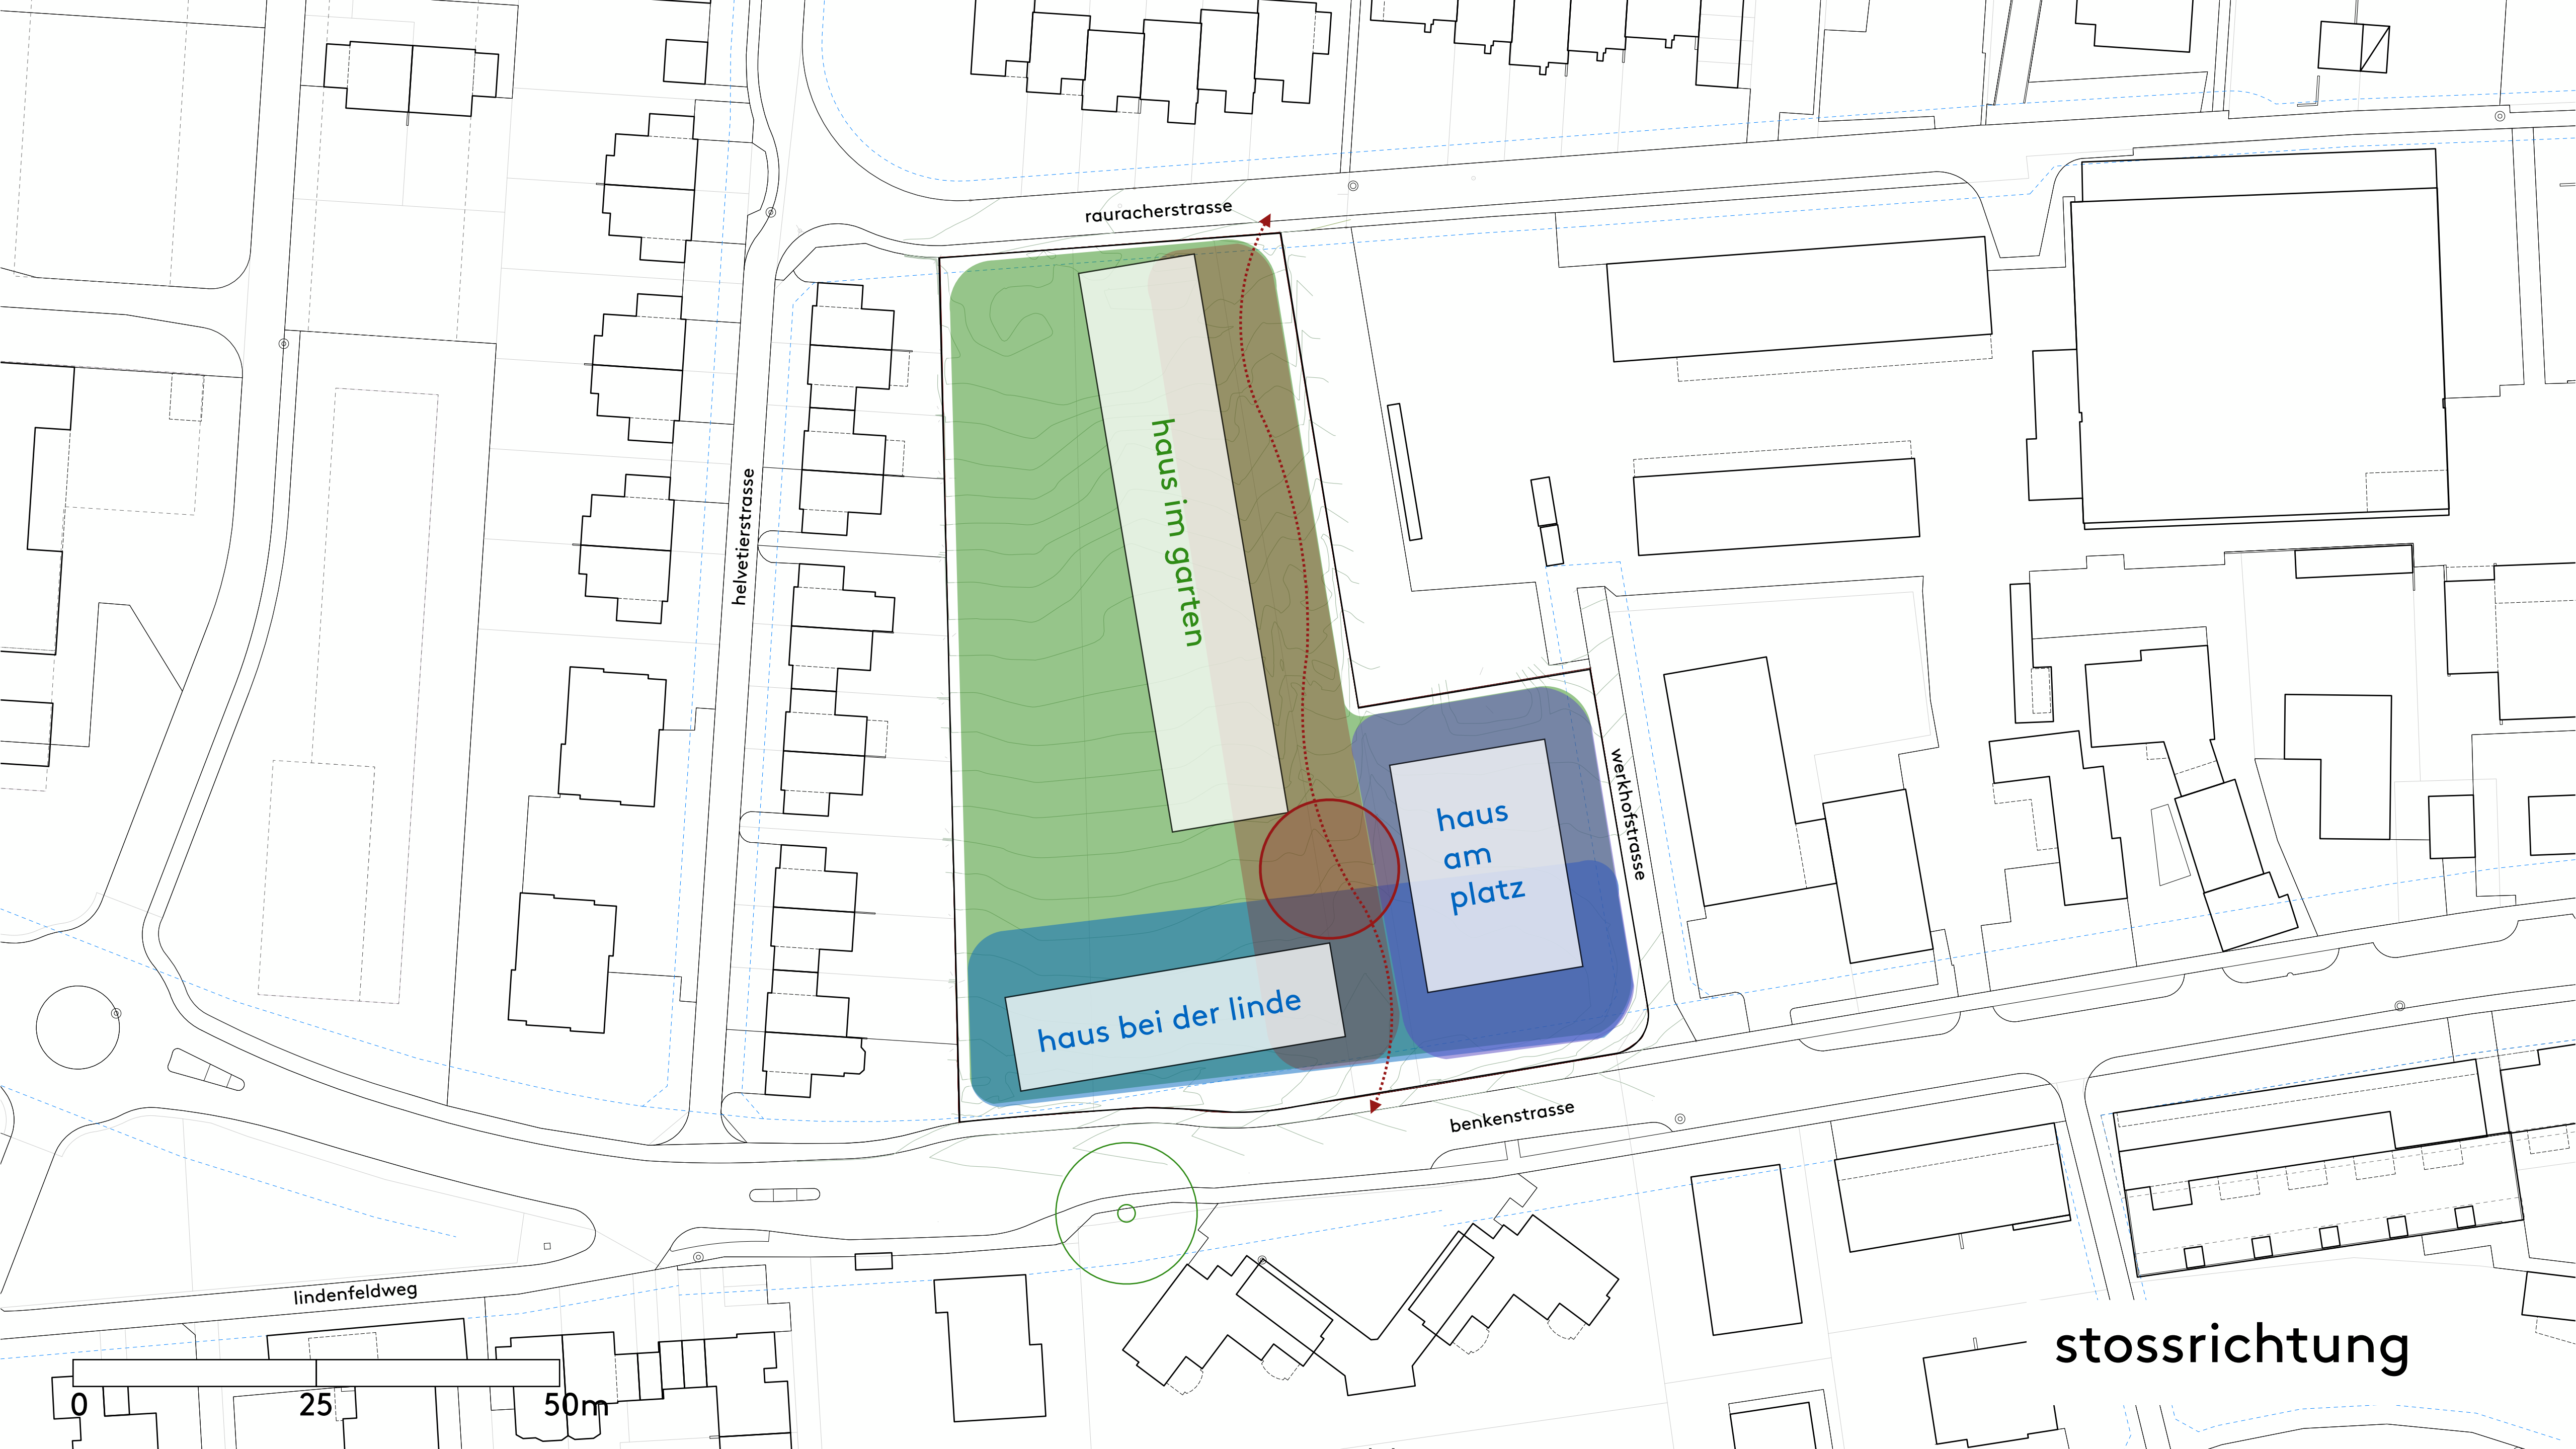 rauracherstrasse
helvetierstrasse
haus im garten
haus
am
platz
werkhofstrasse
haus bei der linde
benkenstrasse
lindenfeldweg
stossrichtung
0 25 50m